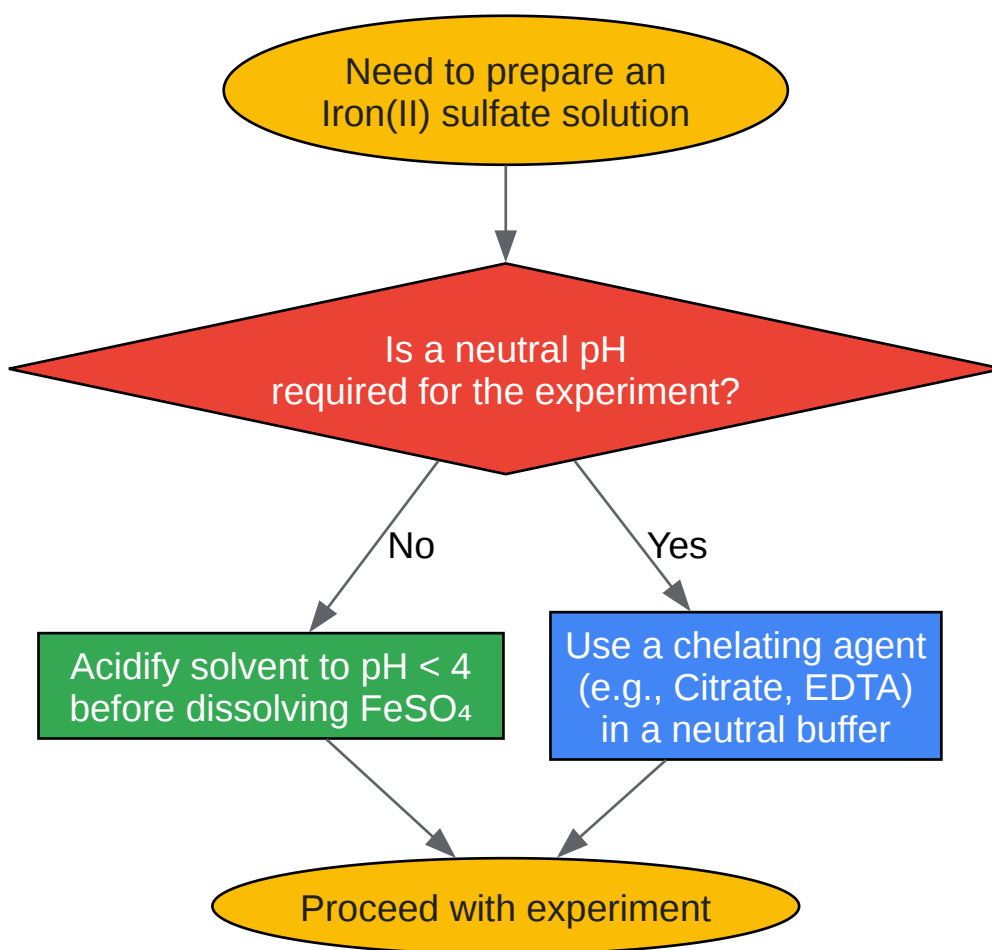 Need to prepare an
Iron(II) sulfate solution
Is a neutral pH
required for the experiment?
No
Yes
Acidify solvent to pH < 4
before dissolving FeSO₄
Use a chelating agent
(e.g., Citrate, EDTA)
in a neutral buffer
Proceed with experiment